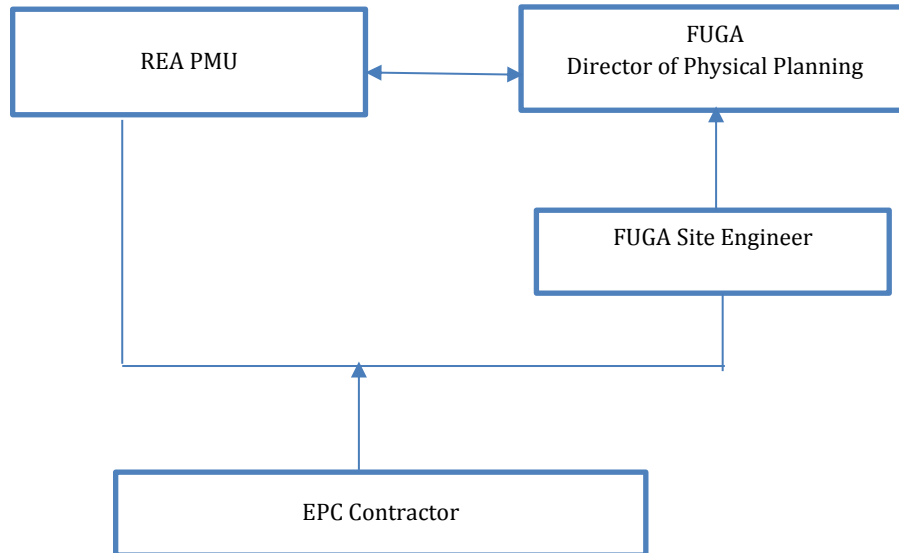 REA PMU
FUGA
Director of Physical Planning
FUGA Site Engineer
EPC Contractor